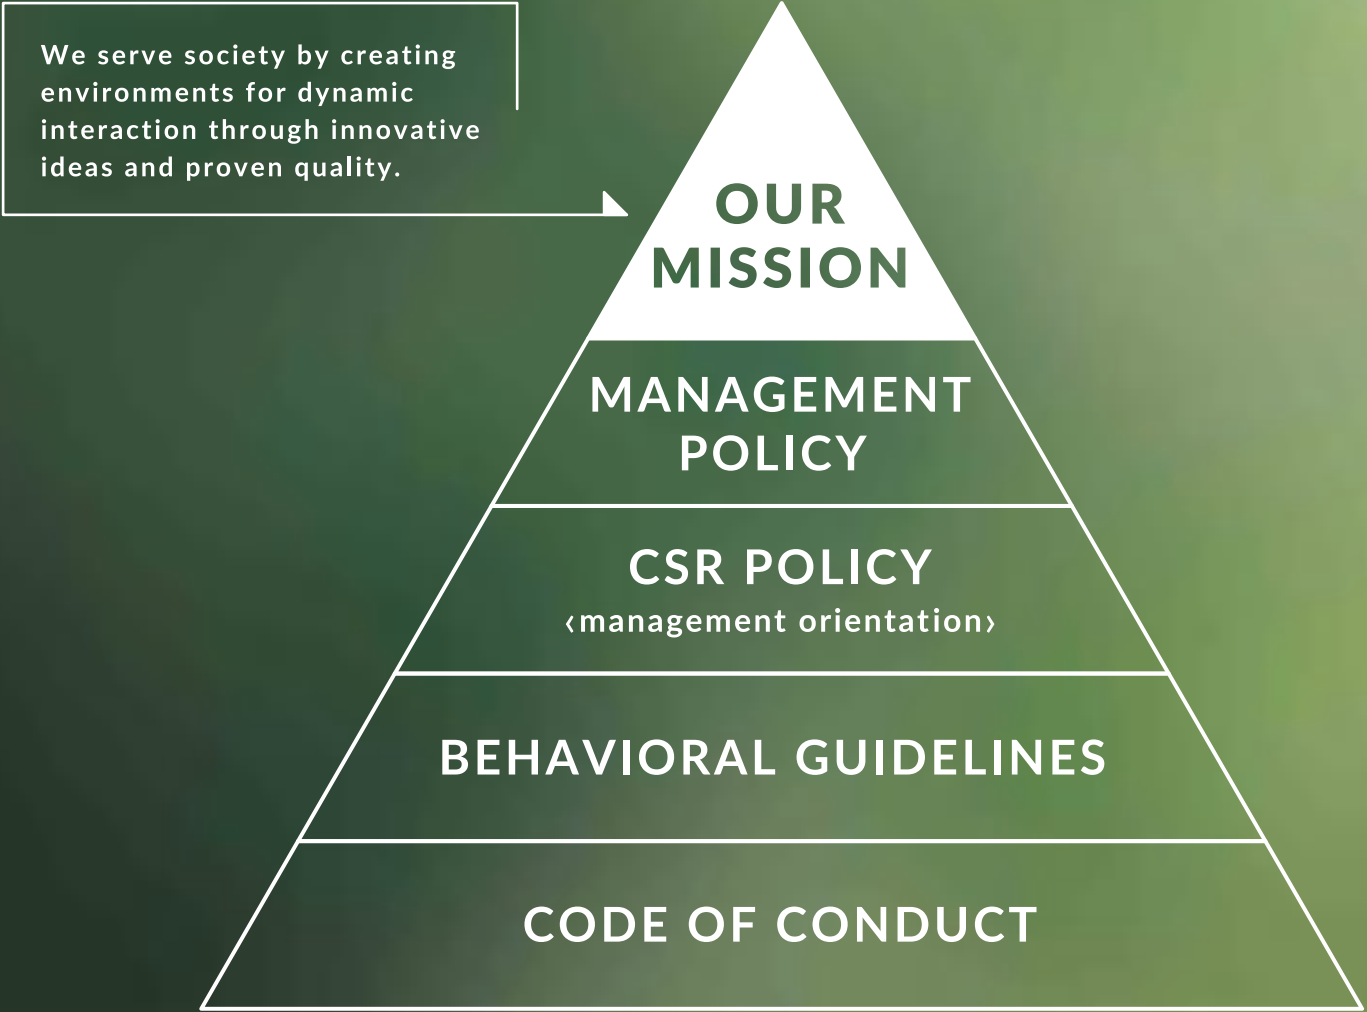 We serve society by creating
environments for dynamic
interaction through innovative
ideas and proven quality.
OUR
MISSION
MANAGEMENT
POLICY
CSR POLICY
‹management orientation›
BEHAVIORAL GUIDELINES
CODE OF CONDUCT